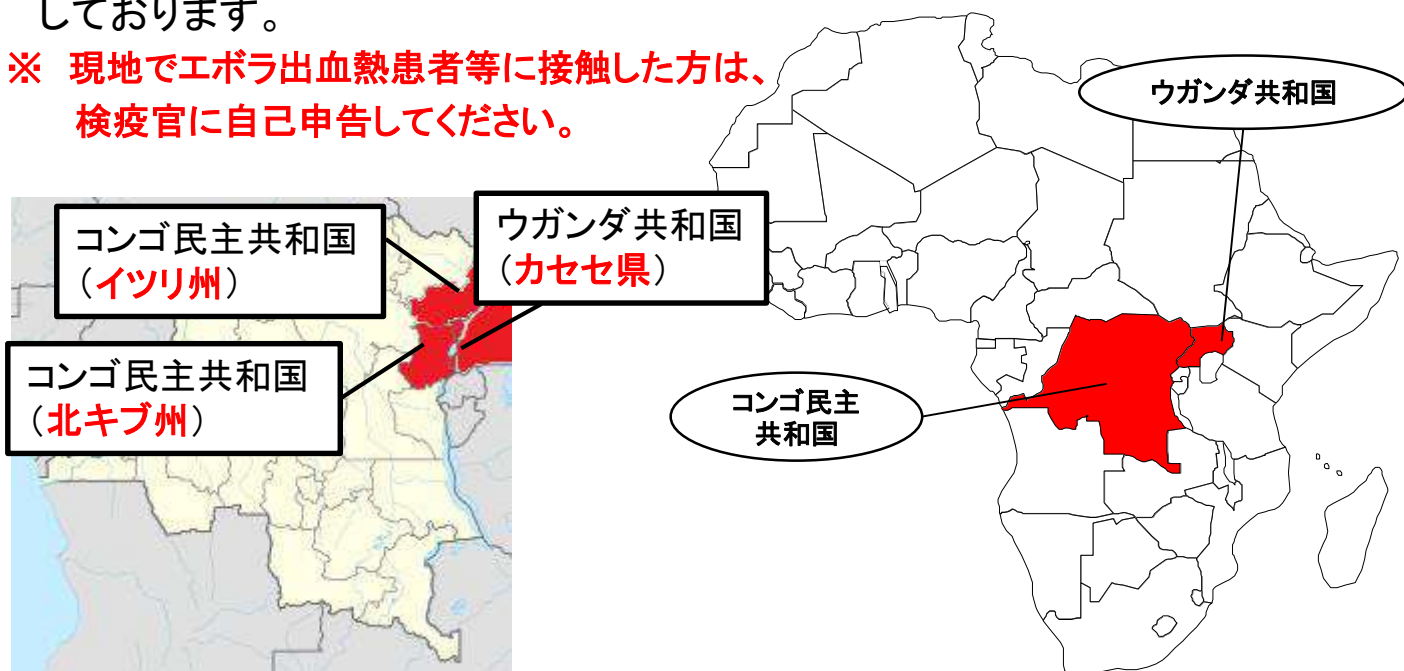 しております。
※　現地でエボラ出血熱患者等に接触した方は、
検疫官に自己申告してください。
ウガンダ共和国
コンゴ民主共和国
（イツリ州）
ウガンダ共和国
（カセセ県）
コンゴ民主共和国
（北キブ州）
コンゴ民主
共和国